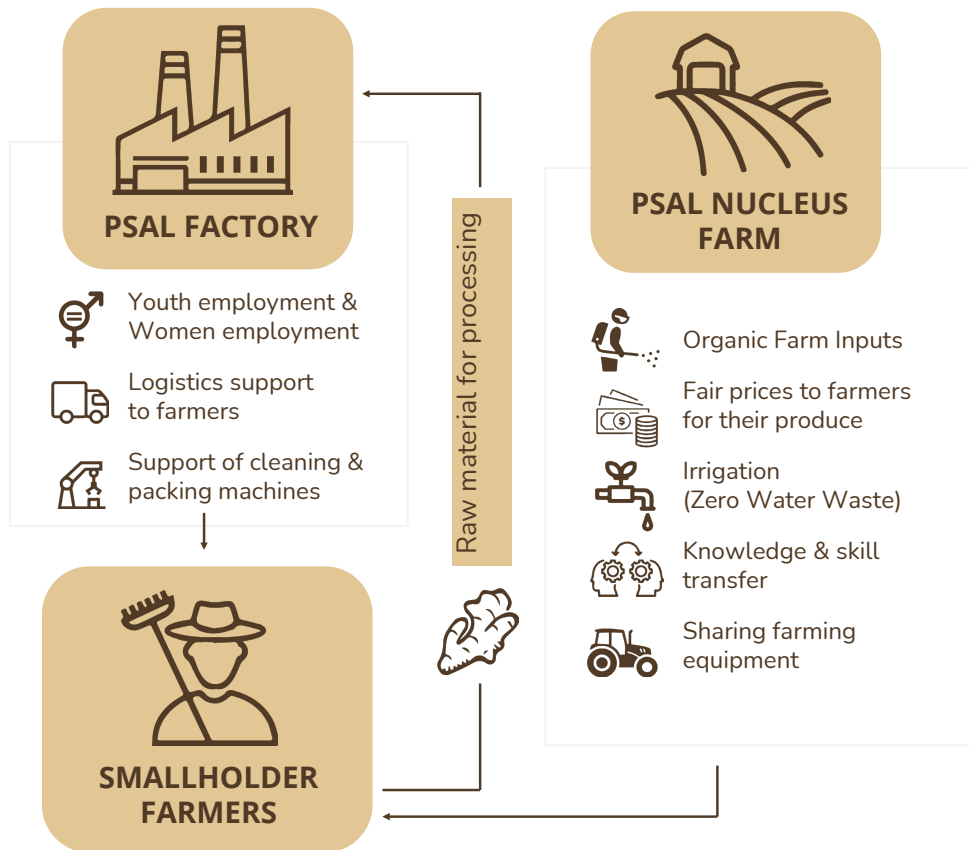 PSAL FACTORY
Youth employment &
Women employment
Logistics support
to farmers
Support of cleaning &
packing machines
SMALLHOLDER
FARMERS
Raw material for processing
PSAL NUCLEUS
FARM
Organic Farm Inputs
Fair prices to farmers
for their produce
$
Irrigation
(Zero Water Waste)
Knowledge & skill
transfer
Sharing farming
equipment